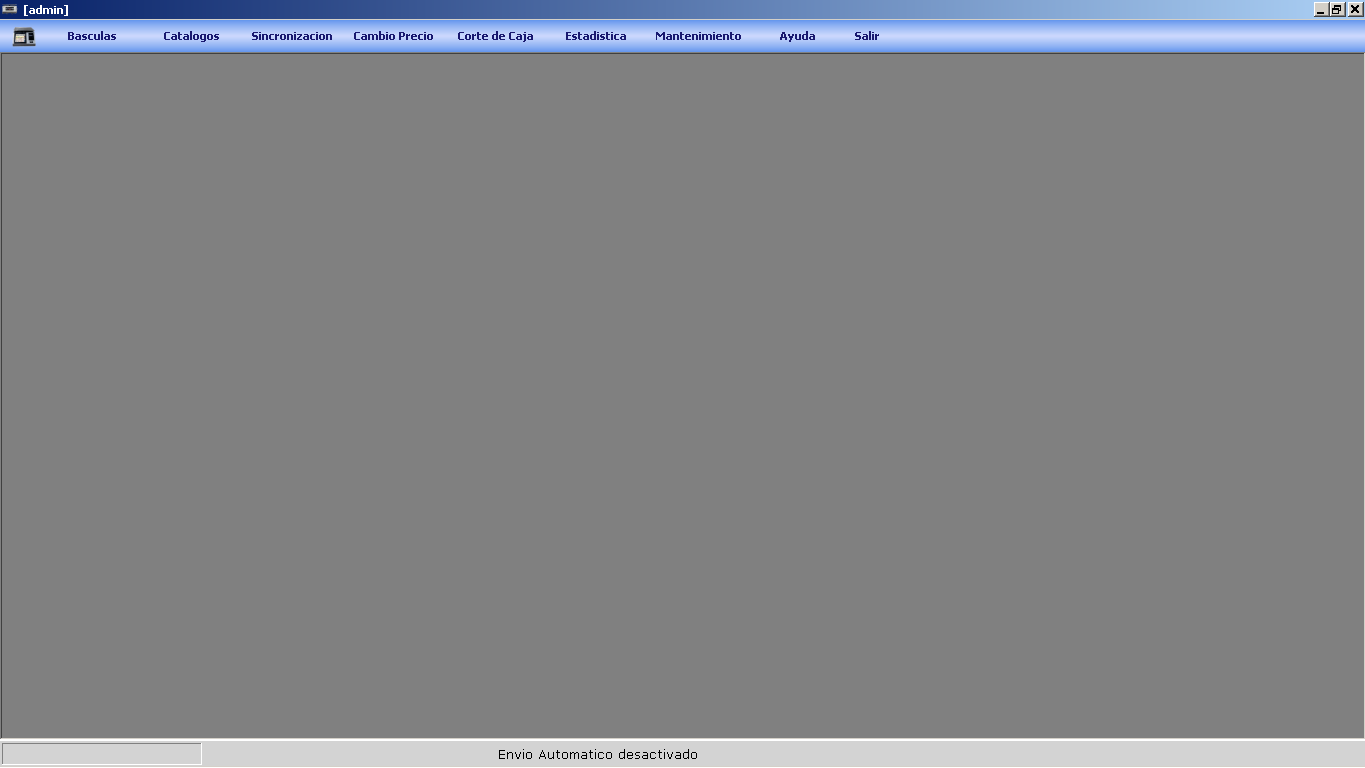 [admin]
Basculas Catalogos Sincronizacion Cambio Precio Corte de Caja Estadistica Mantenimiento Ayuda Salir
Envio Automatico desactivado